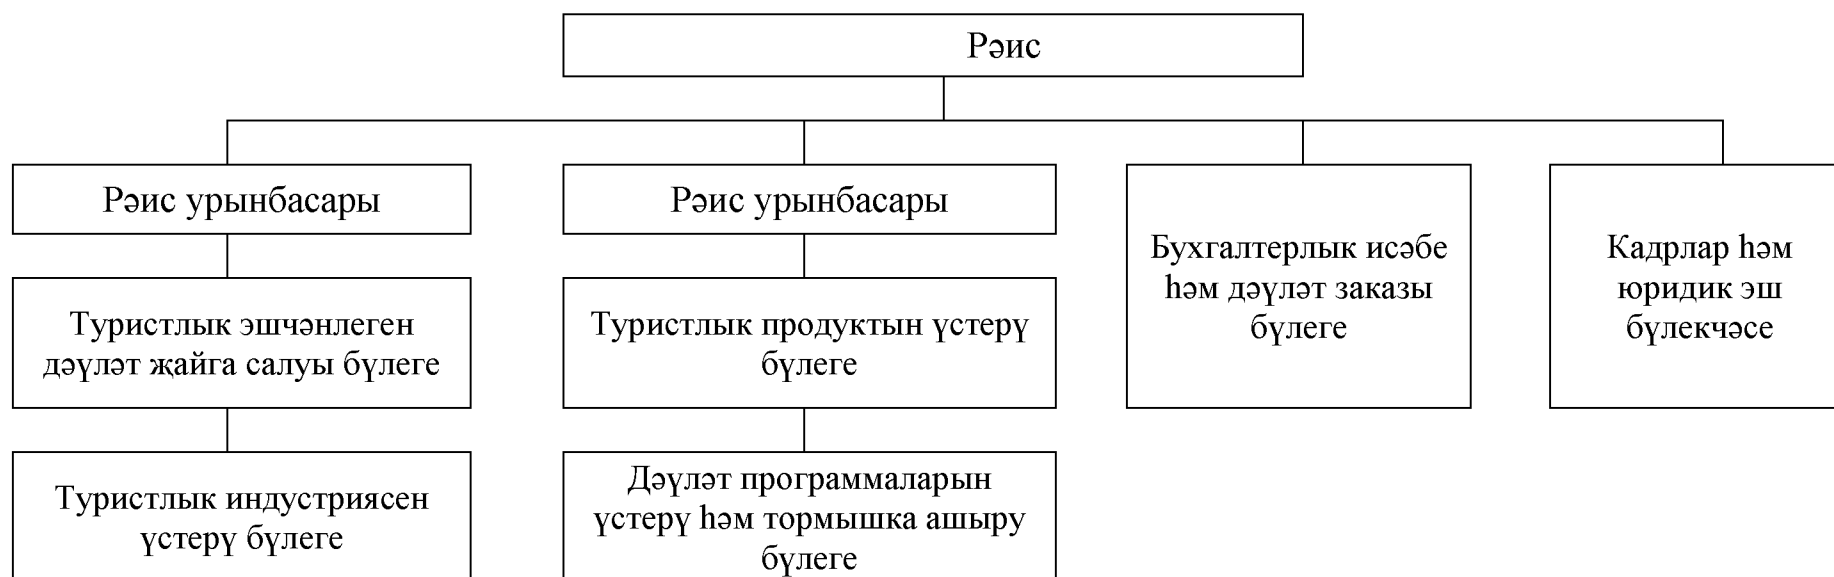 Рәис
Рәис урынбасары
Туристлык эшчәнлеген
дәүләт җайга салуы бүлеге
Туристлык индустриясен
үстерү бүлеге
Рәис урынбасары
Туристлык продуктын үстерү
бүлеге
Дәүләт программаларын
үстерү һәм тормышка ашыру
бүлеге
Бухгалтерлык исәбе
һәм дәүләт заказы
бүлеге
Кадрлар һәм
юридик эш
бүлекчәсе